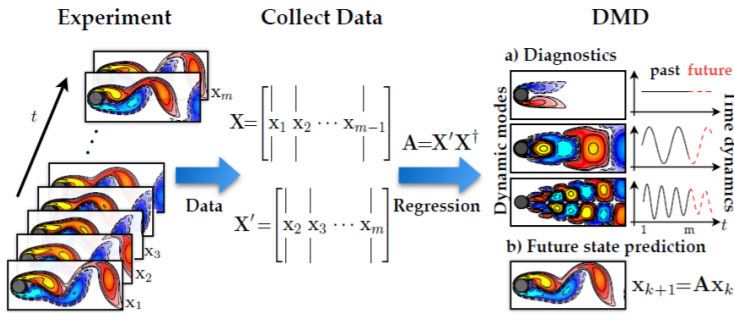 Experiment
Collect Data
DMD
t
x_m
x_3
x_2
x_1
Data
X= [x_1 x_2 ⋯ x_{m−1}]
X′= [x_2 x_3 ⋯ x_m]
A=X′X†
Regression
a) Diagnostics
past future
Dynamic modes
Time dynamics
1 m t
b) Future state prediction
x_{k+1}=Ax_k